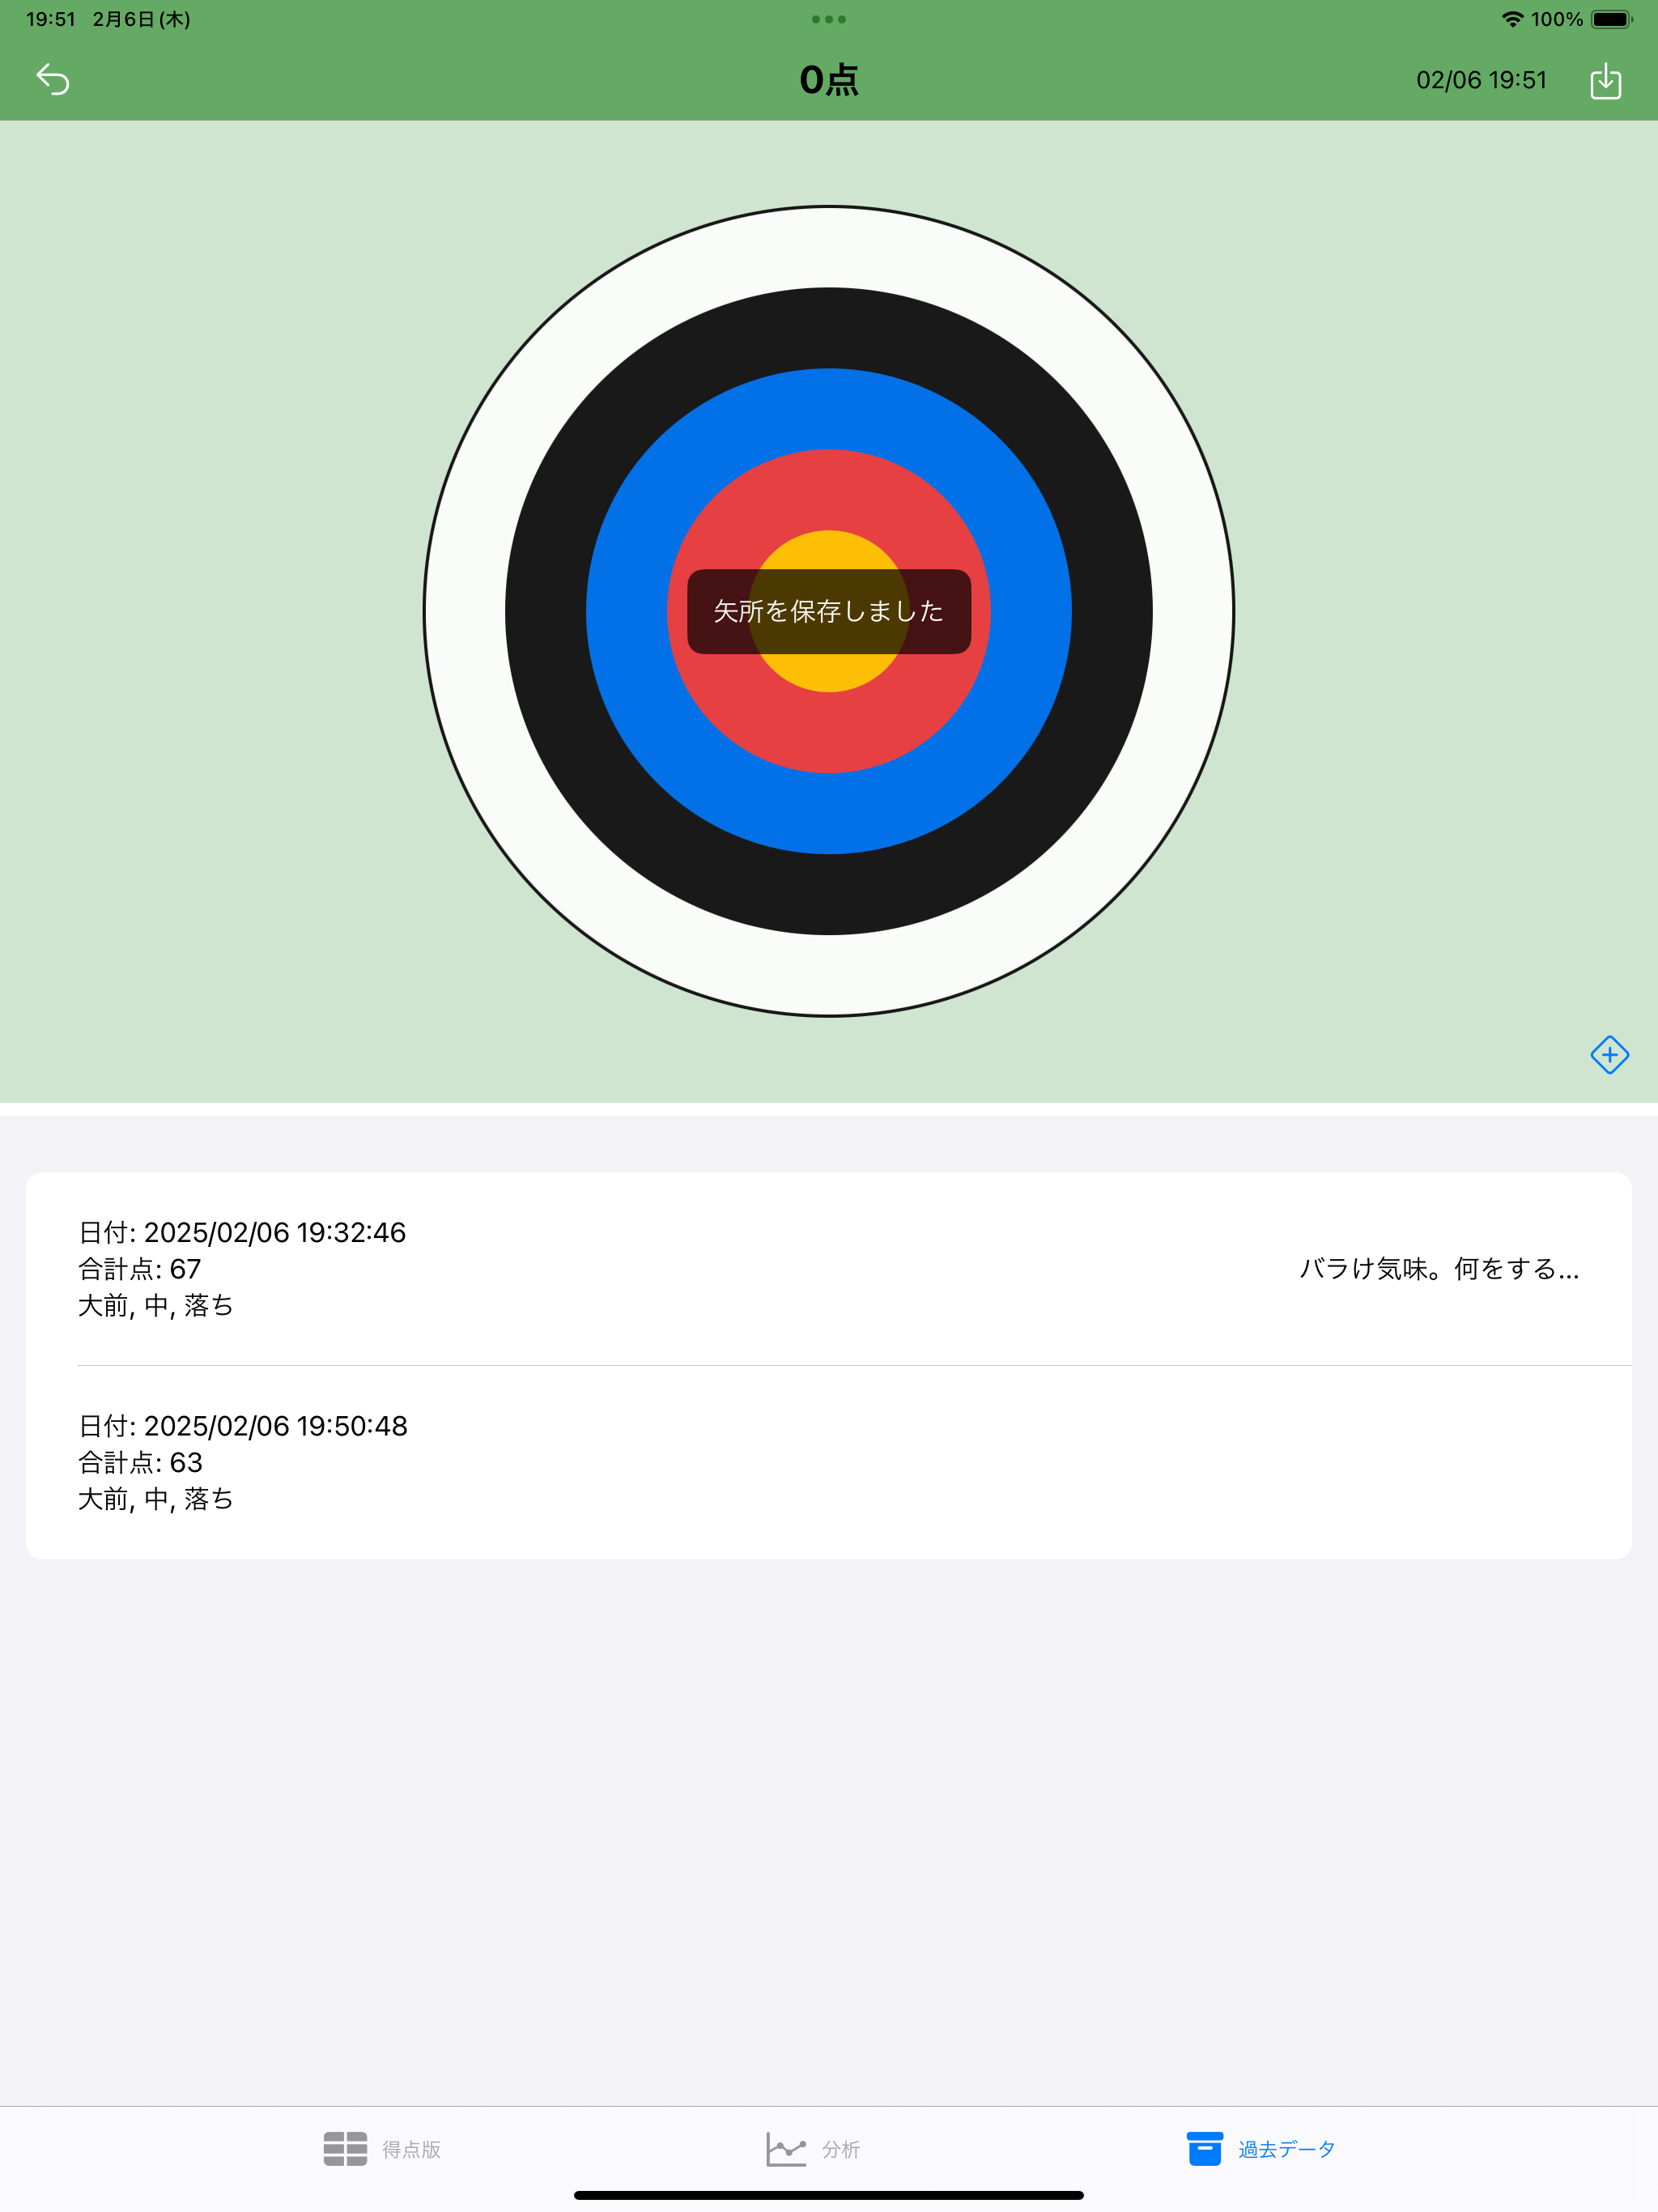 19:51 2月6日(木)
100%
0点
02/06 19:51
矢所を保存しました
日付: 2025/02/06 19:32:46
合計点: 67
大前, 中, 落ち
バラけ気味。何をする...
日付: 2025/02/06 19:50:48
合計点: 63
大前, 中, 落ち
得点版
分析
過去データ